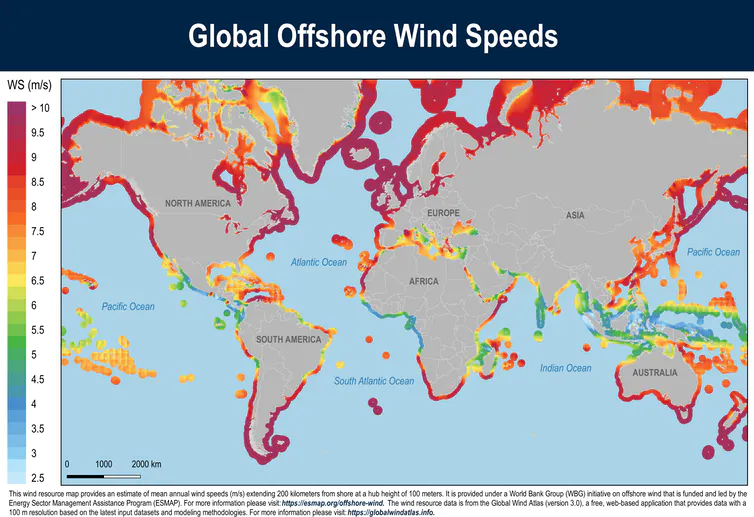 Global Offshore Wind Speeds
WS (m/s)
> 10
9.5
9
8.5
8
7.5
7
6.5
6
5.5
5
4.5
4
3.5
3
2.5
NORTH AMERICA
EUROPE
ASIA
Atlantic Ocean
Pacific Ocean
AFRICA
Pacific Ocean
SOUTH AMERICA
Indian Ocean
AUSTRALIA
South Atlantic Ocean
0 1000 2000 km
This wind resource map provides an estimate of mean annual wind speeds (m/s) extending 200 kilometers from shore at a hub height of 100 meters. It is provided under a World Bank Group (WBG) initiative on offshore wind that is funded and led by the
Energy Sector Management Assistance Program (ESMAP). For more information please visit: https://esmap.org/offshore-wind. The wind resource data is from the Global Wind Atlas (version 3.0), a free, web-based application that provides data with a
100 m resolution based on the latest input datasets and modeling methodologies. For more information please visit: https://globalwindatlas.info.